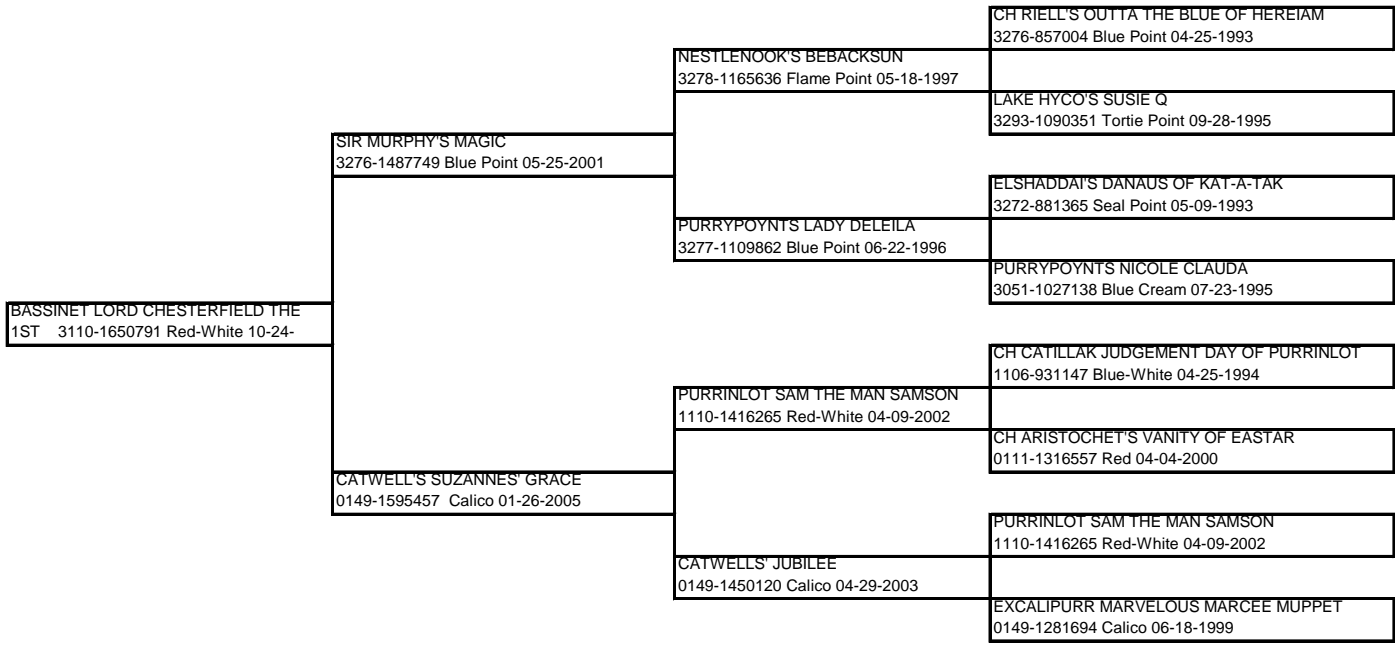 CH RIELL'S OUTTA THE BLUE OF HEREIAM
3276-857004 Blue Point 04-25-1993
NESTLENOOK'S BEBACKSUN
3278-1165636 Flame Point 05-18-1997
LAKE HYCO'S SUSIE Q
3293-1090351 Tortie Point 09-28-1995
SIR MURPHY'S MAGIC
3276-1487749 Blue Point 05-25-2001
ELSHADDAI'S DANAUS OF KAT-A-TAK
3272-881365 Seal Point 05-09-1993
PURRYPOYNTS LADY DELEILA
3277-1109862 Blue Point 06-22-1996
PURRYPOYNTS NICOLE CLAUDA
3051-1027138 Blue Cream 07-23-1995
BASSINET LORD CHESTERFIELD THE
1ST 3110-1650791 Red-White 10-24-
CH CATILLAK JUDGEMENT DAY OF PURRINLOT
1106-931147 Blue-White 04-25-1994
PURRINLOT SAM THE MAN SAMSON
1110-1416265 Red-White 04-09-2002
CH ARISTOCHET'S VANITY OF EASTAR
0111-1316557 Red 04-04-2000
CATWELL'S SUZANNES' GRACE
0149-1595457 Calico 01-26-2005
PURRINLOT SAM THE MAN SAMSON
1110-1416265 Red-White 04-09-2002
CATWELLS' JUBILEE
0149-1450120 Calico 04-29-2003
EXCALIPURR MARVELOUS MARCEE MUPPET
0149-1281694 Calico 06-18-1999